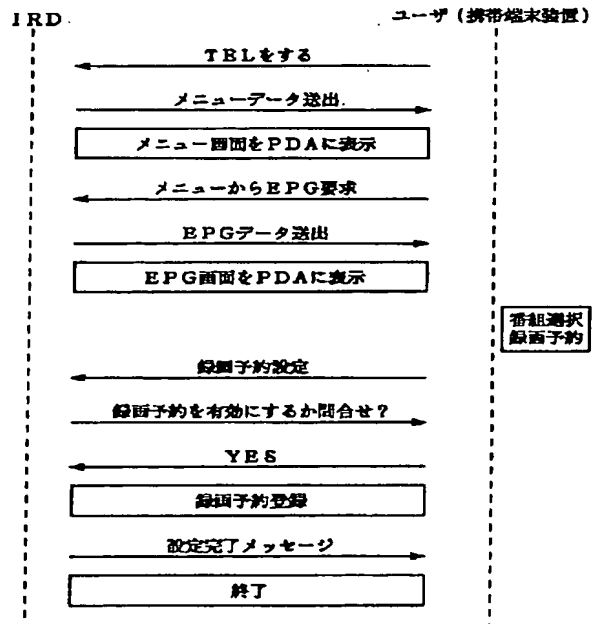 IRD
ユーザ(携帯端末装置)
TELをする
メニューデータ送出
メニュー画面をPDAに表示
メニューからEPG要求
EPGデータ送出
EPG画面をPDAに表示
番組選択
録画予約
録画予約設定
録画予約を有効にするか問合せ?
YES
録画予約登録
設定完了メッセージ
終了